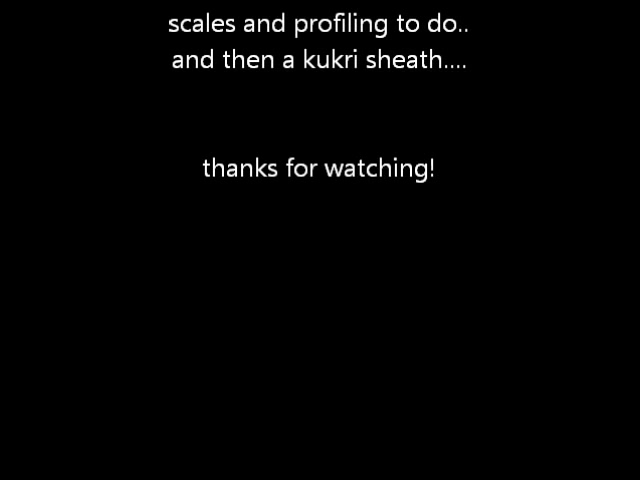 scales and profiling to do..
and then a kukri sheath....
thanks for watching!